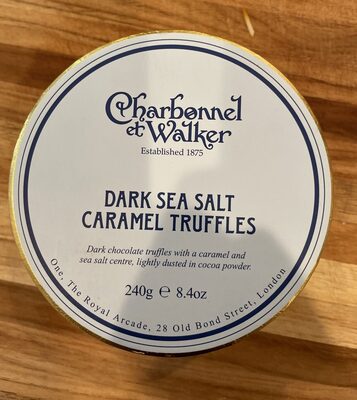 Charbonnel
et Walker
Established 1875
DARK SEA SALT
CARAMEL TRUFFLES
Dark chocolate truffles with a caramel and
sea salt centre, lightly dusted in cocoa powder.
240g ℮ 8.4oz
One, The Royal Arcade, 28 Old Bond Street, London